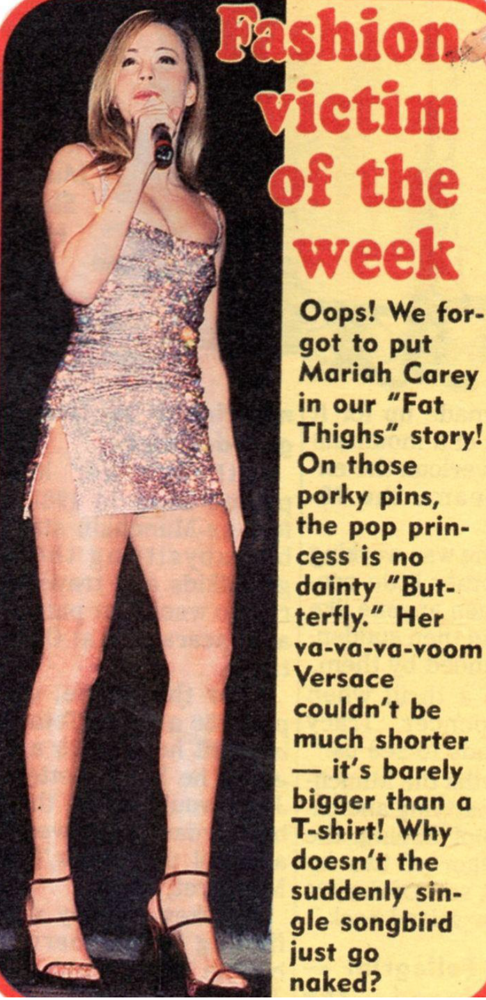 Fashion
victim
of the
week
Oops! We for-
got to put
Mariah Carey
in our "Fat
Thighs" story!
On those
porky pins,
the pop prin-
cess is no
dainty "But-
terfly." Her
va-va-va-voom
Versace
couldn't be
much shorter
— it's barely
bigger than a
T-shirt! Why
doesn't the
suddenly sin-
gle songbird
just go
naked?